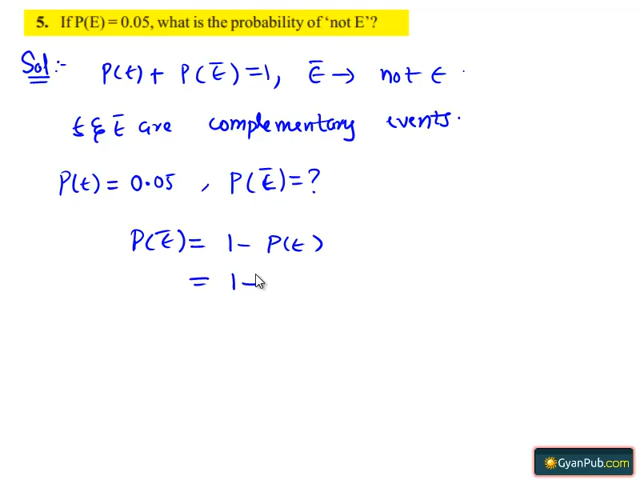 5. If P(E) = 0.05, what is the probability of ‘not E’?
Sol:- P(E) + P(Ē) = 1, Ē → not E.
E & Ē are complementary events.
P(E) = 0.05, P(Ē) = ?
P(Ē) = 1 - P(E)
= 1 -
GyanPub.com